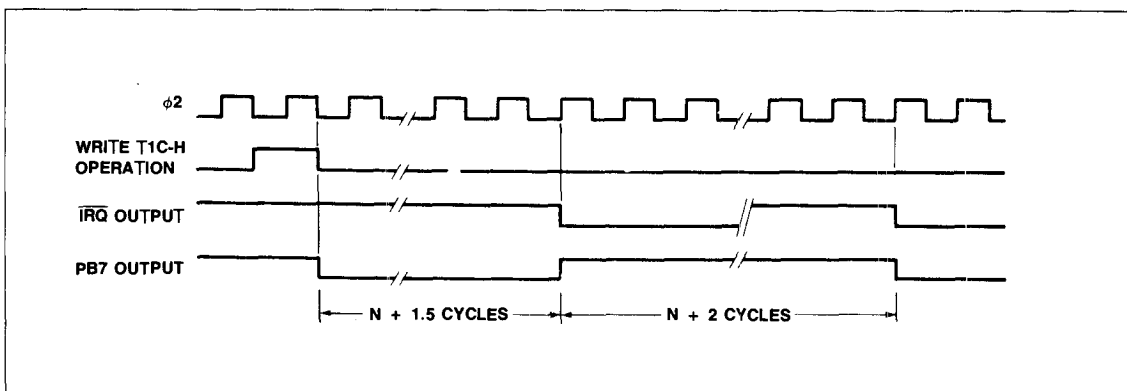 φ2
WRITE T1C-H
OPERATION
IRQ OUTPUT
PB7 OUTPUT
N + 1.5 CYCLES
N + 2 CYCLES